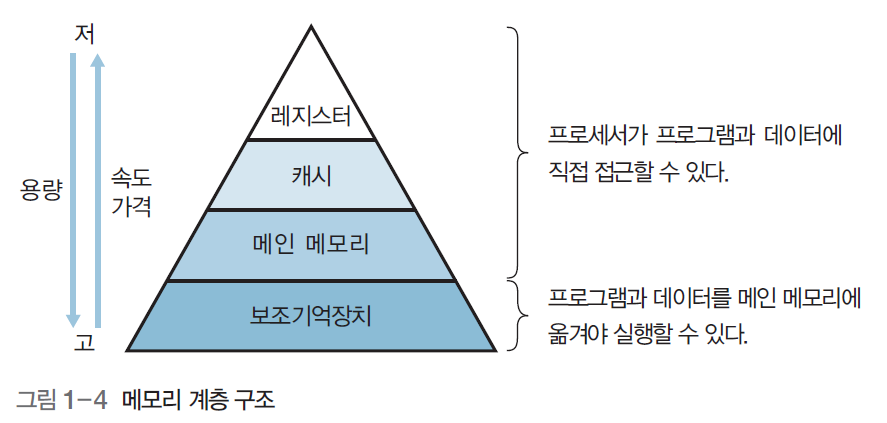 저
레지스터
프로세서가 프로그램과 데이터에
직접 접근할 수 있다.
캐시
용량
속도
가격
메인 메모리
보조기억장치
프로그램과 데이터를 메인 메모리에
옮겨야 실행할 수 있다.
고
그림 1-4 메모리 계층 구조